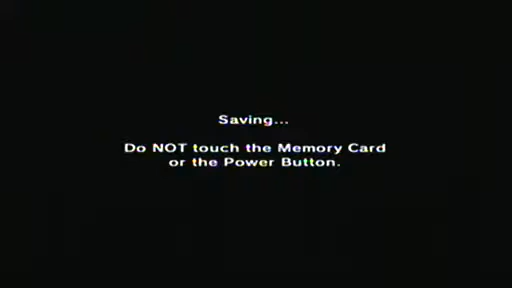 Saving...
Do NOT touch the Memory Card
or the Power Button.